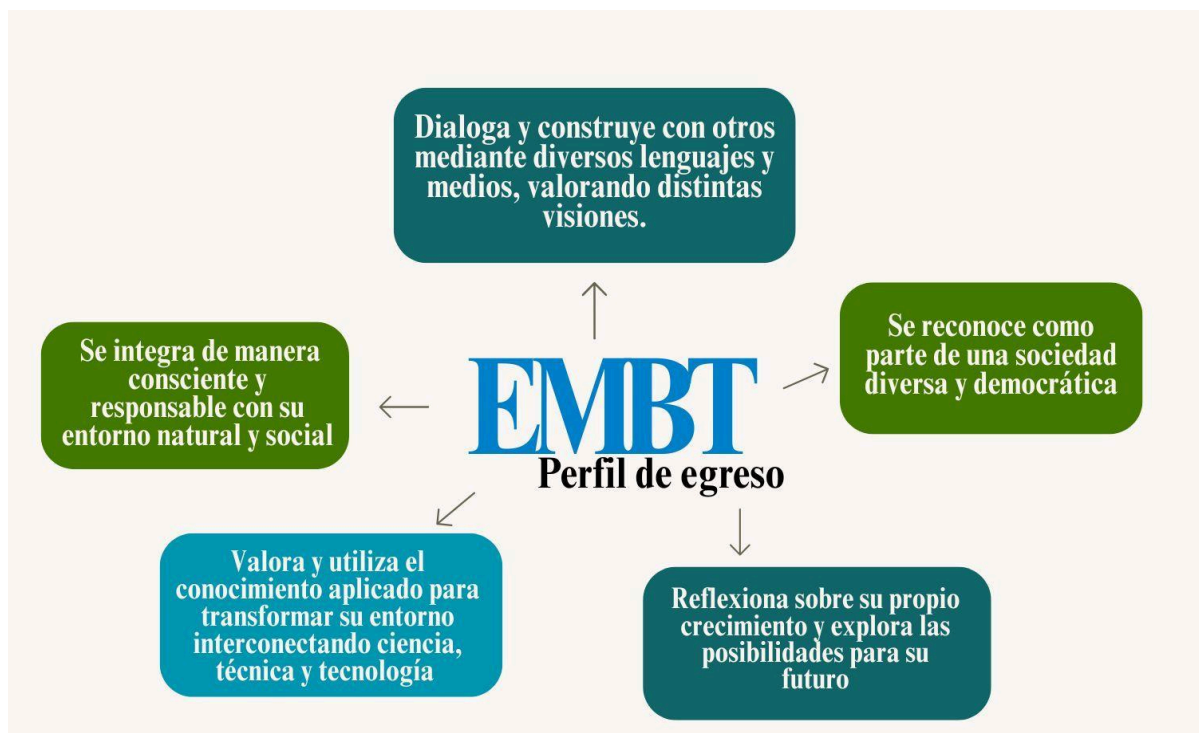 Dialoga y construye con otros
mediante diversos lenguajes y
medios, valorando distintas
visiones.
Se reconoce como
parte de una sociedad
diversa y democrática
Se integra de manera
consciente y
responsable con su
entorno natural y social
EMBT
Perfil de egreso
Valora y utiliza el
conocimiento aplicado para
transformar su entorno
interconectando ciencia,
técnica y tecnología
Reflexiona sobre su propio
crecimiento y explora las
posibilidades para su
futuro